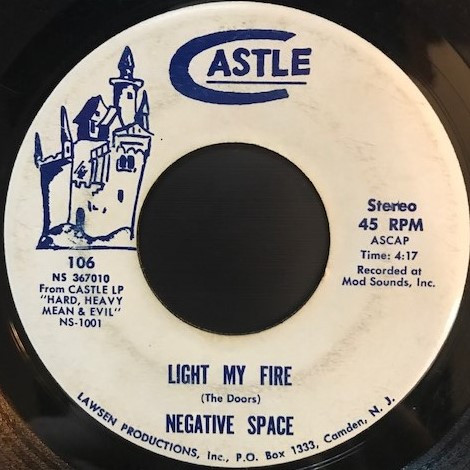 CASTLE
106
NS 367010
From CASTLE LP
"HARD, HEAVY
MEAN & EVIL"
NS-1001
Stereo
45 RPM
ASCAP
Time: 4:17
Recorded at
Mod Sounds, Inc.
LIGHT MY FIRE
(The Doors)
NEGATIVE SPACE
LAWSEN PRODUCTIONS, Inc., P.O. Box 1333, Camden, N. J.